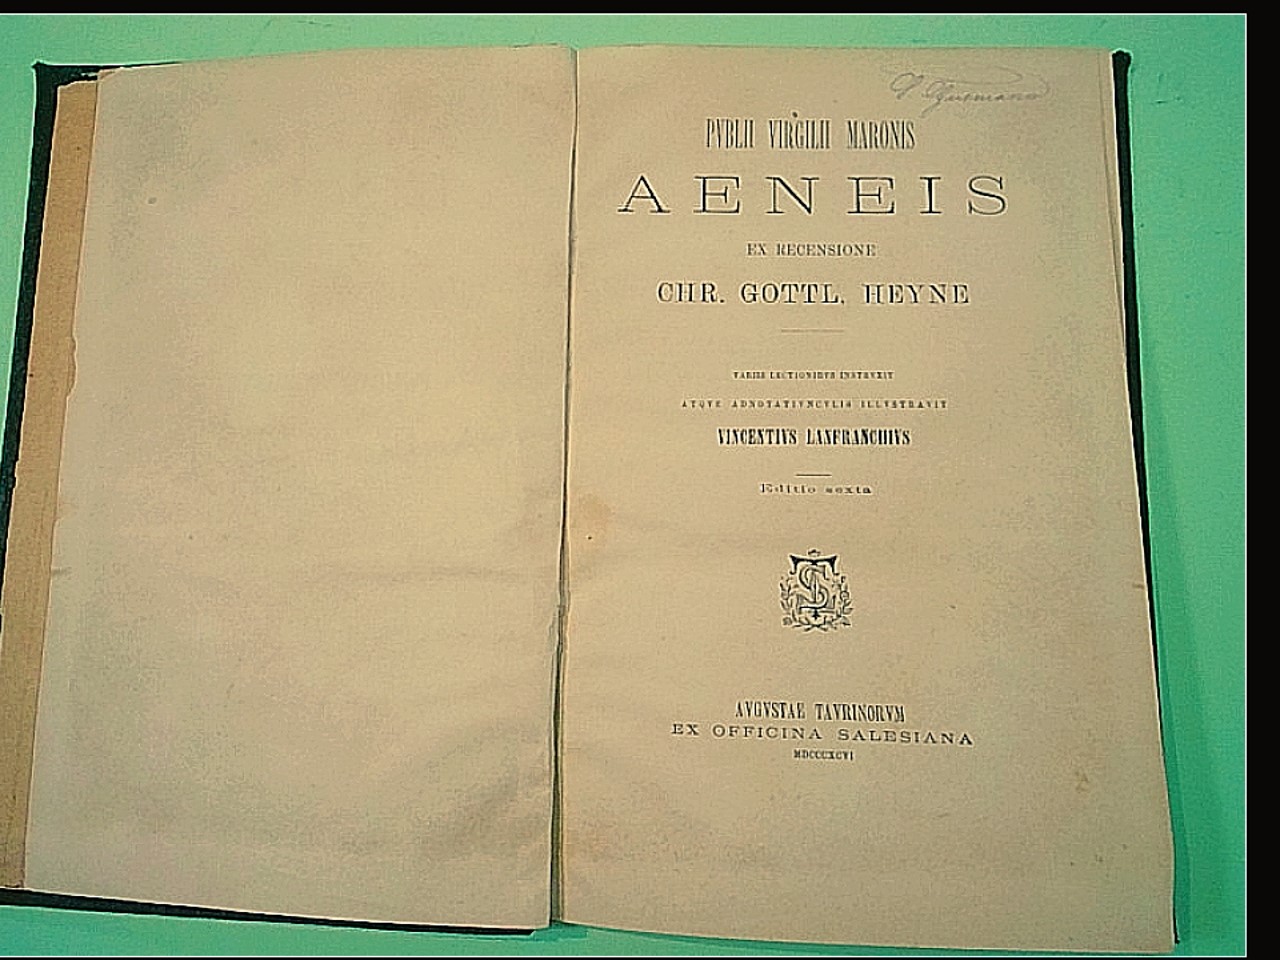 PVBLII VIRGILII MARONIS
AENEIS
EX RECENSIONE
CHR. GOTTL. HEYNE
VARIIS LECTIONIBVS INSTRVXIT
ATQVE ADNOTATIVNCVLIS ILLVSTRAVIT
VINCENTIVS LANFRANCHIVS
Editio sexta
AVGVSTAE TAVRINORVM
EX OFFICINA SALESIANA
MDCCCXCVI